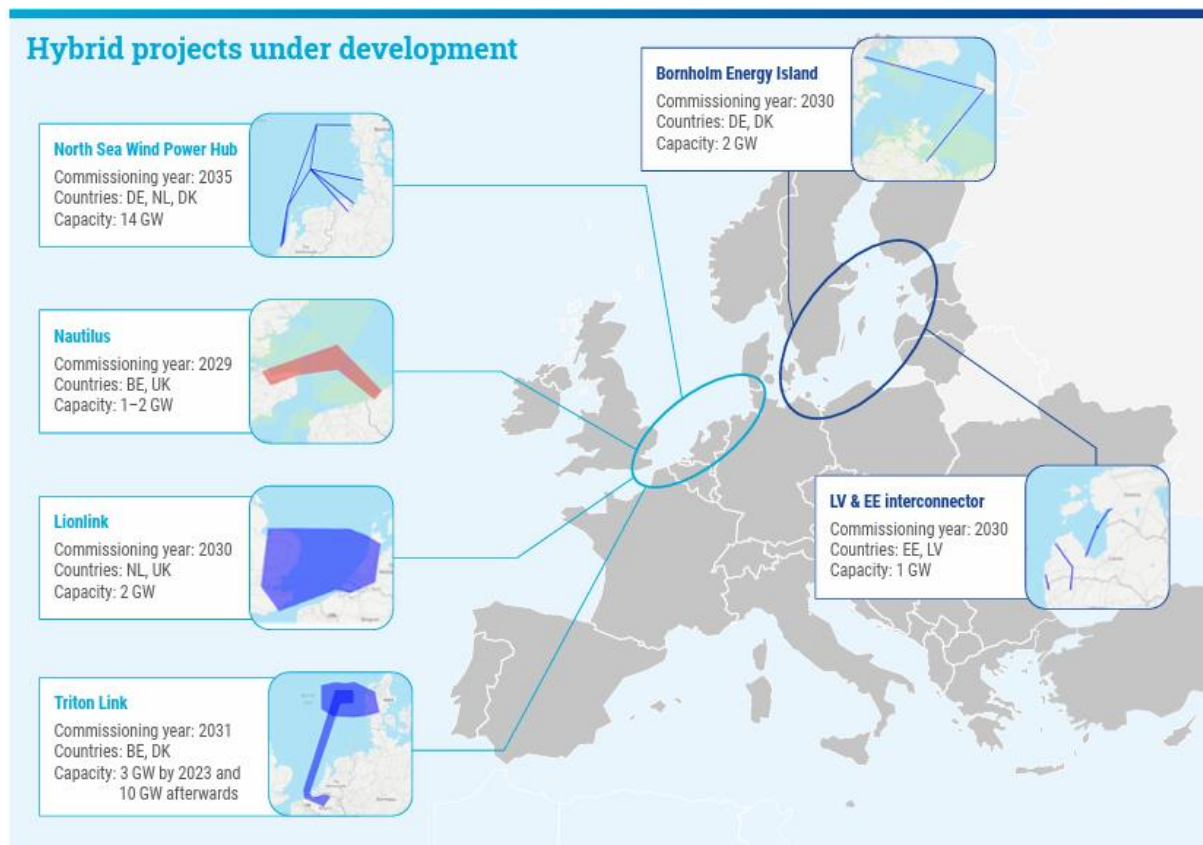 Hybrid projects under development
North Sea Wind Power Hub
Commissioning year: 2035
Countries: DE, NL, DK
Capacity: 14 GW
Nautilus
Commissioning year: 2029
Countries: BE, UK
Capacity: 1–2 GW
Lionlink
Commissioning year: 2030
Countries: NL, UK
Capacity: 2 GW
Triton Link
Commissioning year: 2031
Countries: BE, DK
Capacity: 3 GW by 2023 and
10 GW afterwards
Bornholm Energy Island
Commissioning year: 2030
Countries: DE, DK
Capacity: 2 GW
LV & EE interconnector
Commissioning year: 2030
Countries: EE, LV
Capacity: 1 GW